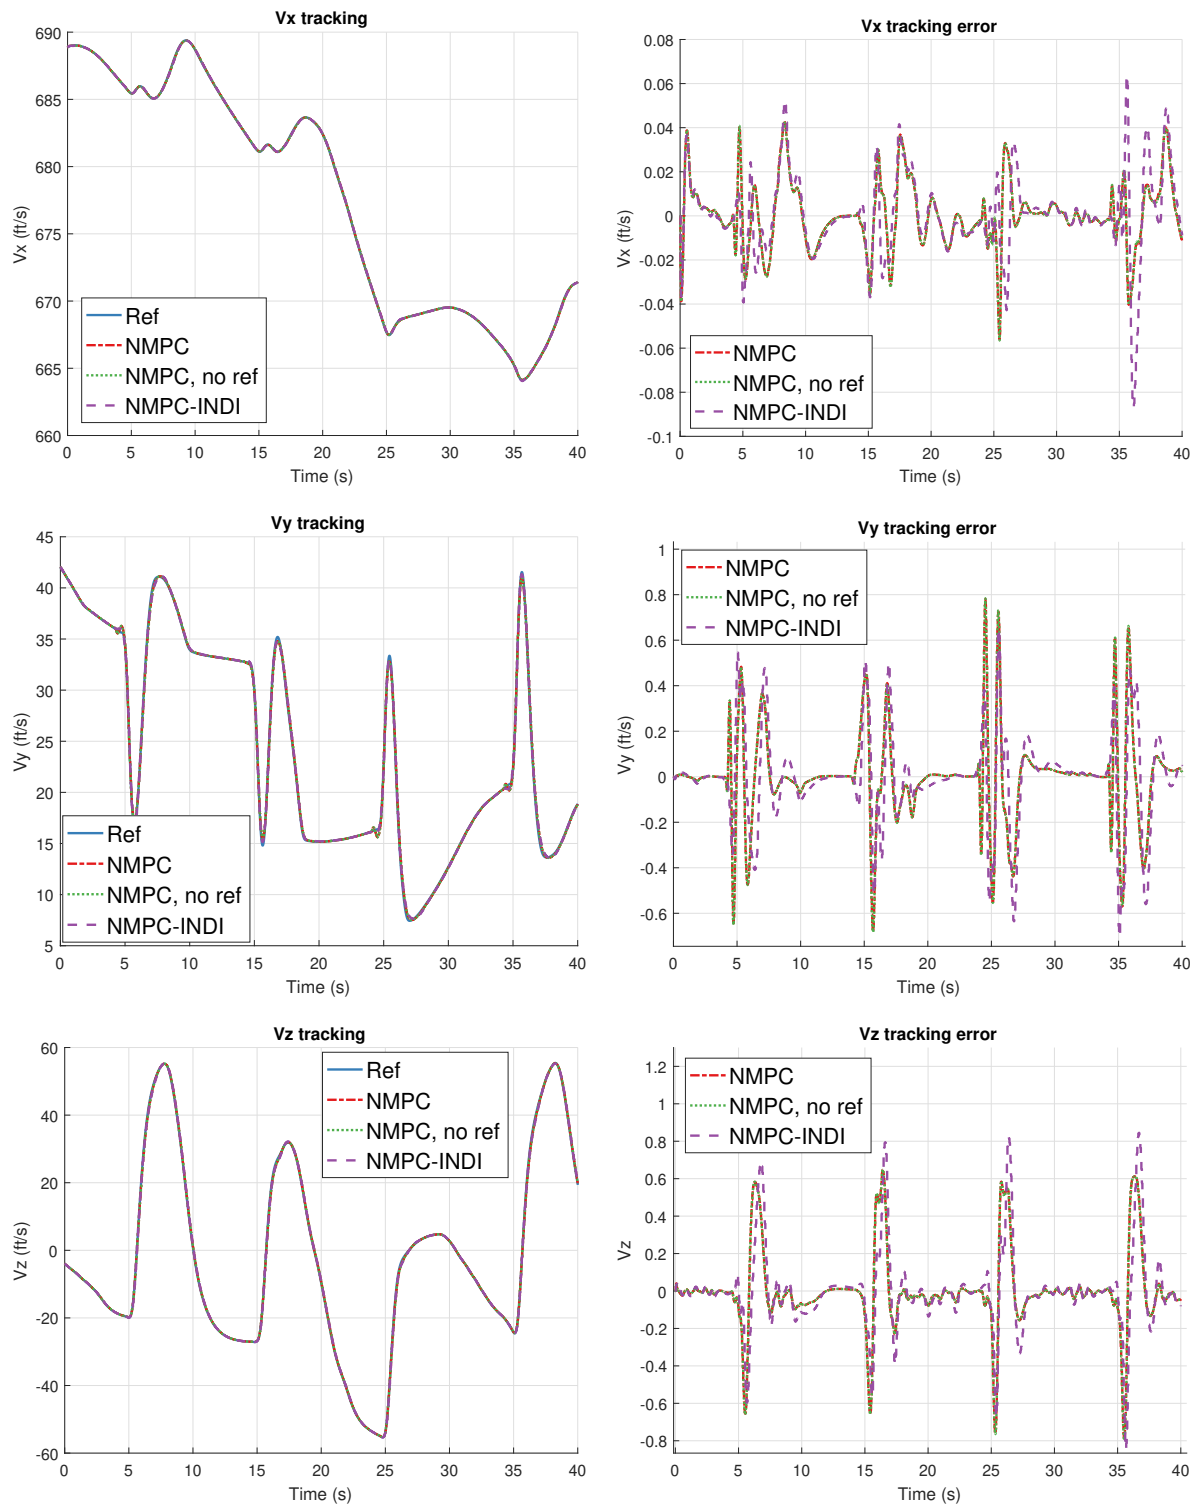 Vx tracking
690
685
680
675
670
665
660
Vx (ft/s)
0 5 10 15 20 25 30 35 40
Time (s)
Ref
NMPC
NMPC, no ref
NMPC-INDI
Vx tracking error
0.08
0.06
0.04
0.02
0
-0.02
-0.04
-0.06
-0.08
-0.1
Vx (ft/s)
0 5 10 15 20 25 30 35 40
Time (s)
NMPC
NMPC, no ref
NMPC-INDI
Vy tracking
45
40
35
30
25
20
15
10
5
Vy (ft/s)
0 5 10 15 20 25 30 35 40
Time (s)
Ref
NMPC
NMPC, no ref
NMPC-INDI
Vy tracking error
1
0.8
0.6
0.4
0.2
0
-0.2
-0.4
-0.6
Vy (ft/s)
0 5 10 15 20 25 30 35 40
Time (s)
NMPC
NMPC, no ref
NMPC-INDI
Vz tracking
60
40
20
0
-20
-40
-60
Vz (ft/s)
0 5 10 15 20 25 30 35 40
Time (s)
Ref
NMPC
NMPC, no ref
NMPC-INDI
Vz tracking error
1.2
1
0.8
0.6
0.4
0.2
0
-0.2
-0.4
-0.6
-0.8
Vz
0 5 10 15 20 25 30 35 40
Time (s)
NMPC
NMPC, no ref
NMPC-INDI